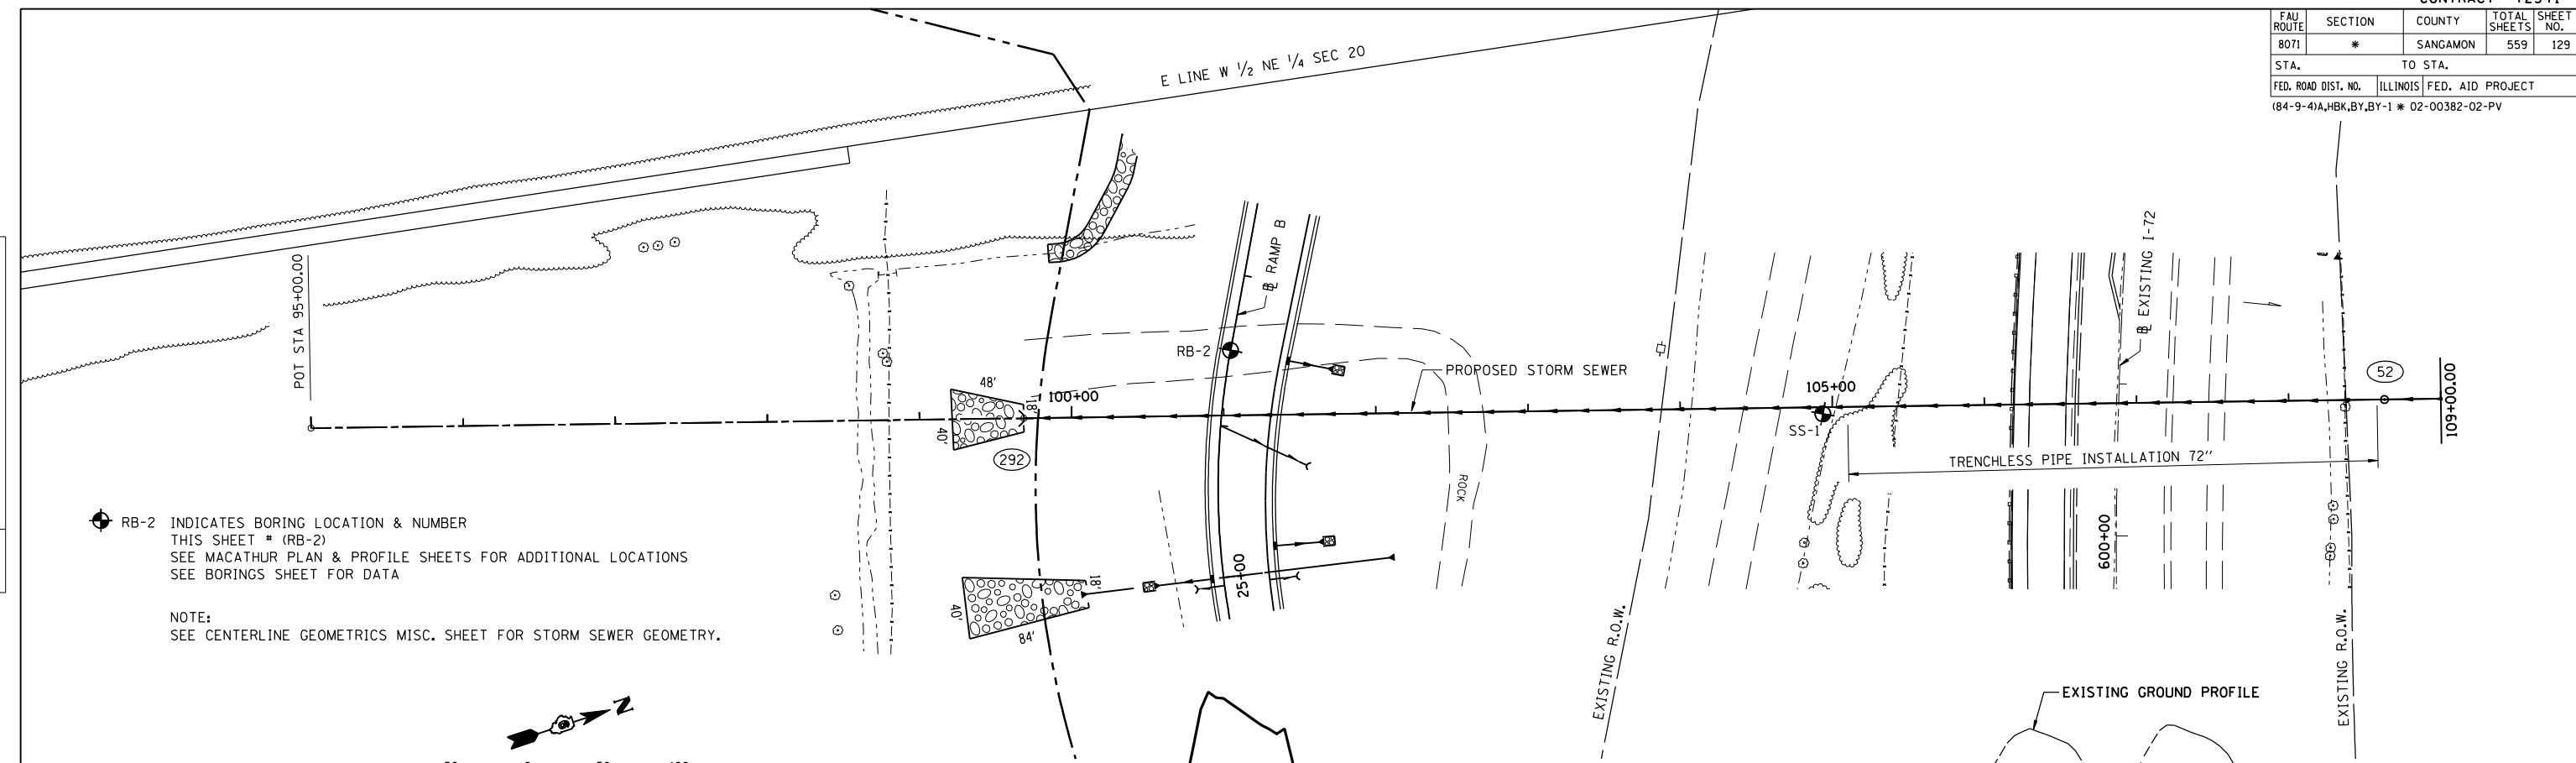 FAU ROUTE
SECTION
COUNTY
TOTAL SHEETS
SHEET NO.
8071
*
SANGAMON
559
129
STA.
TO STA.
FED. ROAD DIST. NO.
ILLINOIS
FED. AID PROJECT
(84-9-4)A,HBK,BY,BY-1 * 02-00382-02-PV
E LINE W 1/2 NE 1/4 SEC 20
POT STA 95+00.00
RAMP B
EXISTING I-72
RB-2
PROPOSED STORM SEWER
48'
18'
100+00
105+00
52
109+00.00
40'
292
SS-1
TRENCHLESS PIPE INSTALLATION 72"
ROCK
RB-2 INDICATES BORING LOCATION & NUMBER
THIS SHEET # (RB-2)
SEE MACATHUR PLAN & PROFILE SHEETS FOR ADDITIONAL LOCATIONS
SEE BORINGS SHEET FOR DATA
600+00
25+00
18'
40'
84'
NOTE:
SEE CENTERLINE GEOMETRICS MISC. SHEET FOR STORM SEWER GEOMETRY.
EXISTING R.O.W.
EXISTING R.O.W.
EXISTING GROUND PROFILE
N